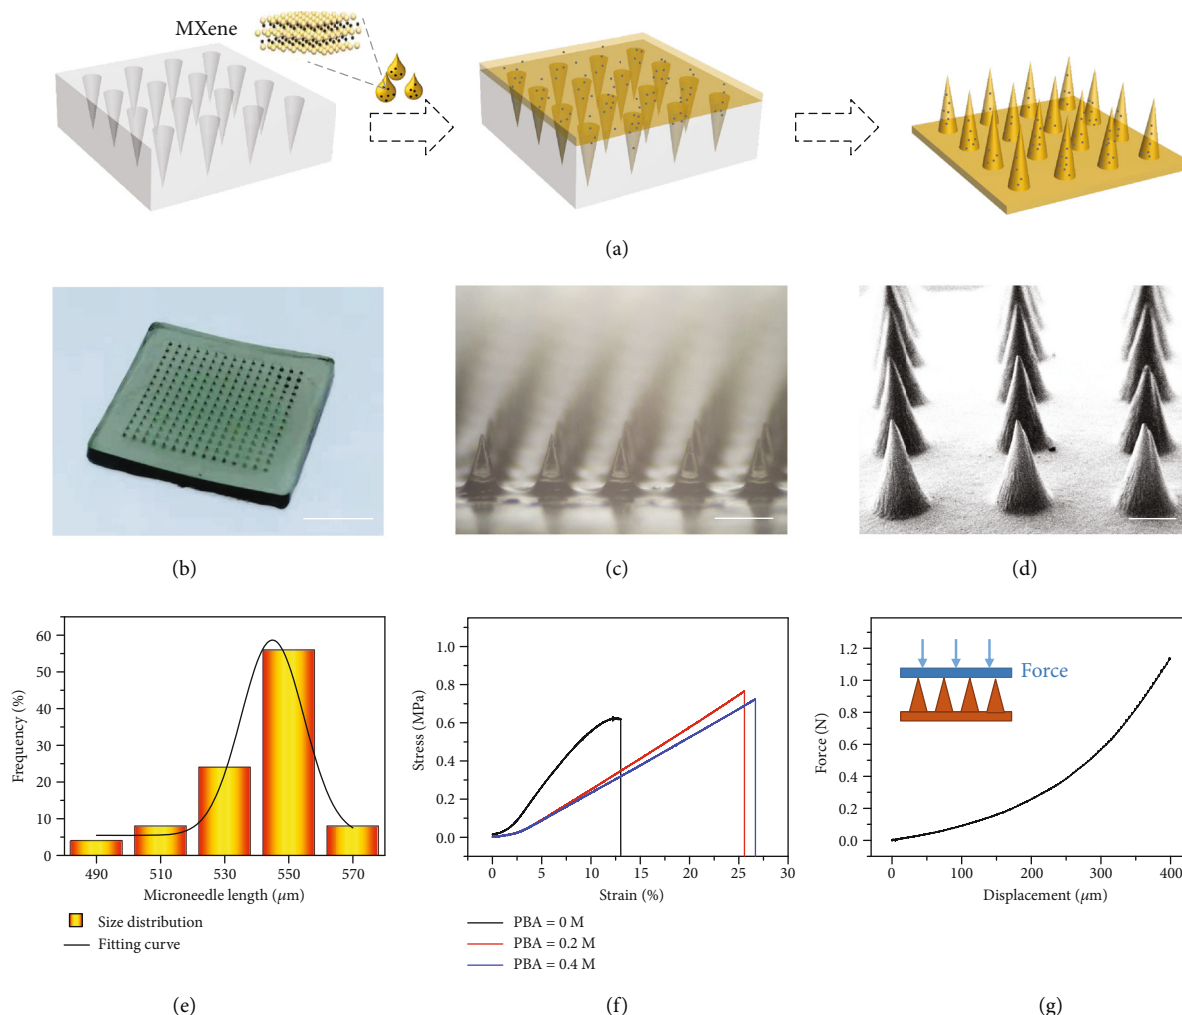 MXene
(a)
(b)
(c)
(d)
Frequency (%)
60
50
40
30
20
10
0
490
510
530
550
570
Microneedle length (μm)
Size distribution
Fitting curve
(e)
Stress (MPa)
1.0
0.8
0.6
0.4
0.2
0.0
0
5
10
15
20
25
30
Strain (%)
PBA = 0 M
PBA = 0.2 M
PBA = 0.4 M
(f)
Force (N)
1.2
1.0
0.8
0.6
0.4
0.2
0.0
Force
0
100
200
300
400
Displacement (μm)
(g)